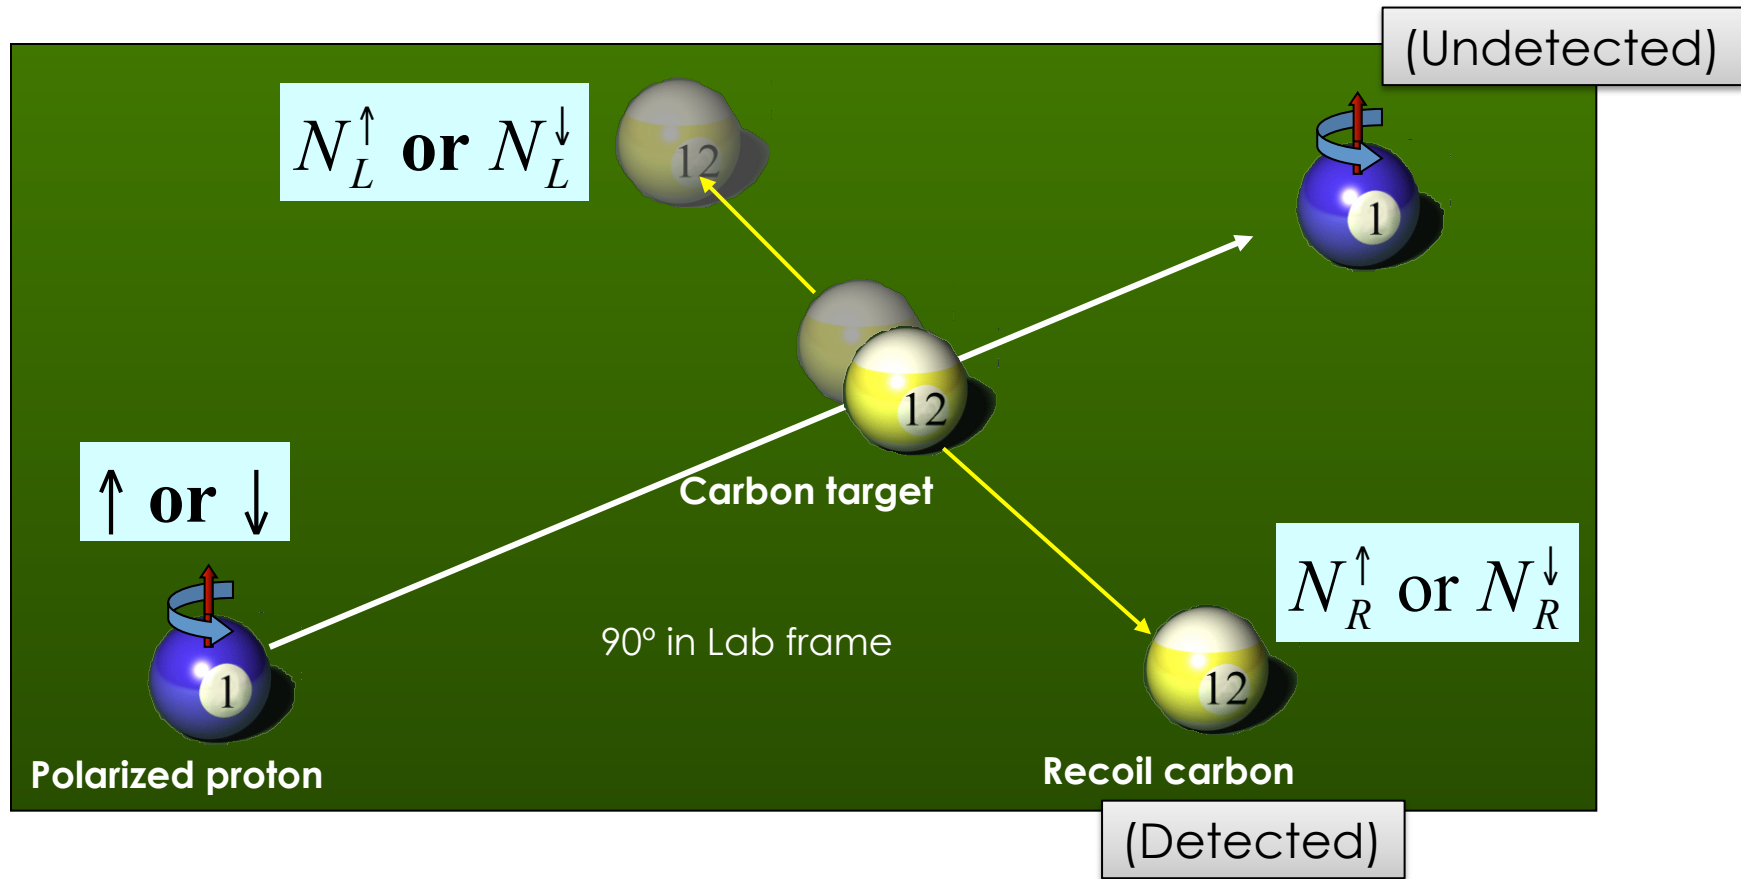 (Undetected)
N_L^↑ or N_L^↓
12
1
12
Carbon target
↑ or ↓
N_R^↑ or N_R^↓
90º in Lab frame
1
12
Polarized proton
Recoil carbon
(Detected)